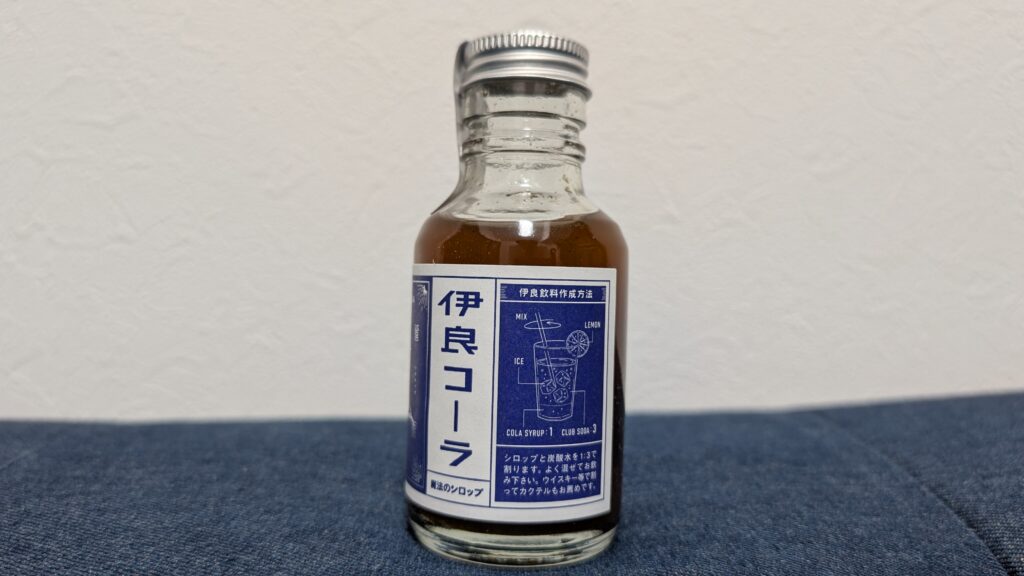 伊良コーラ
魔法のシロップ
伊良飲料作成方法
MIX
LEMON
ICE
COLA SYRUP:1 CLUB SODA:3
シロップと炭酸水を1:3で
割ります。よく混ぜてお飲
み下さい。ウイスキー等で割
ってカクテルもお薦めです。